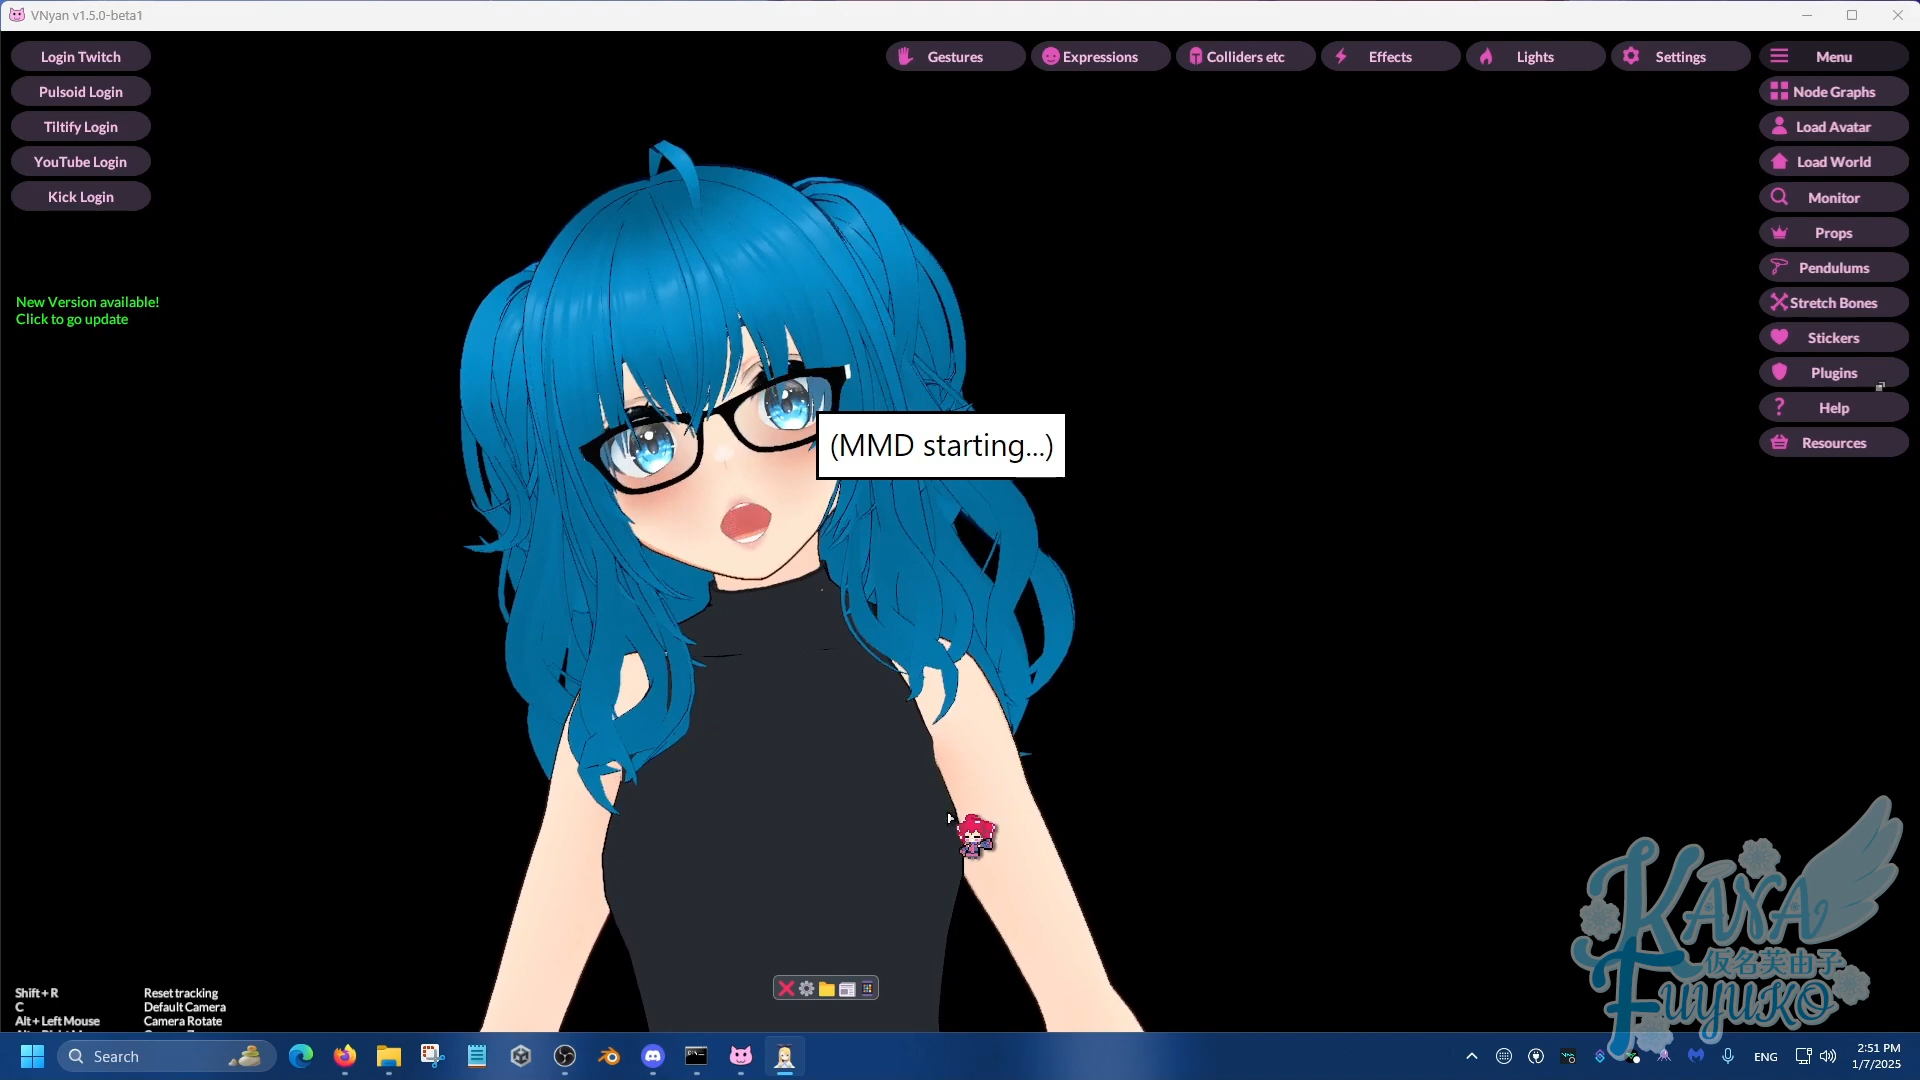 VNyan v1.5.0-beta1
Login Twitch
Gestures
Expressions
Colliders etc
Effects
Lights
Settings
Menu
Pulsoid Login
Node Graphs
Tiltify Login
Load Avatar
YouTube Login
Load World
Kick Login
Monitor
Props
Pendulums
New Version available!
Click to go update
Stretch Bones
Stickers
Plugins
Help
Resources
(MMD starting...)
KANA
仮名芙由子
FUYUKO
Shift + R Reset tracking
C Default Camera
Alt + Left Mouse Camera Rotate
Search
ENG
2:51 PM
1/7/2025